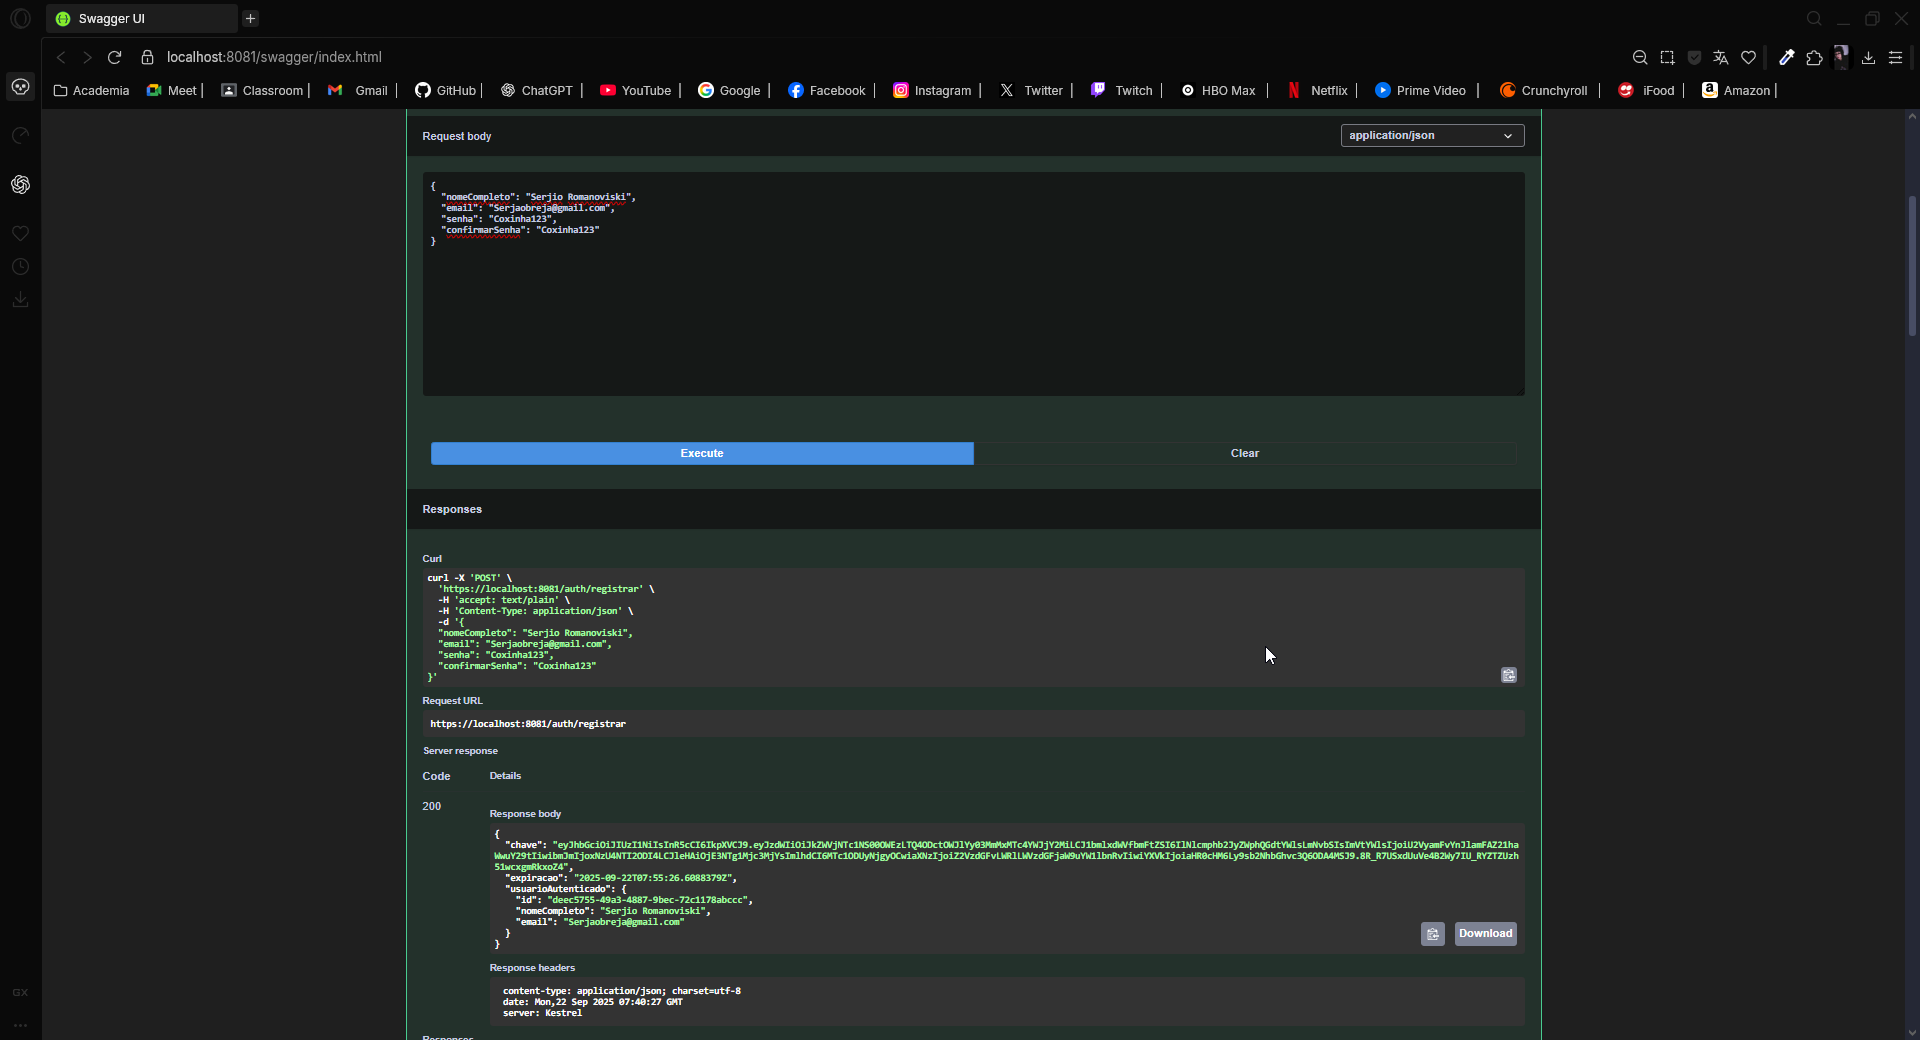 Swagger UI
localhost:8081/swagger/index.html
Academia Meet | Classroom | Gmail | GitHub | ChatGPT | YouTube | Google | Facebook | Instagram | Twitter | Twitch | HBO Max | Netflix | Prime Video | Crunchyroll | iFood | Amazon |
Request body
application/json
{
"nomeCompleto": "Serjio Romanoviski",
"email": "Serjaobreja@gmail.com",
"senha": "Coxinha123",
"confirmarSenha": "Coxinha123"
}
Execute
Clear
Responses
Curl
curl -X 'POST' \
'https://localhost:8081/auth/registrar' \
-H 'accept: text/plain' \
-H 'Content-Type: application/json' \
-d '{
"nomeCompleto": "Serjio Romanoviski",
"email": "Serjaobreja@gmail.com",
"senha": "Coxinha123",
"confirmarSenha": "Coxinha123"
}'
Request URL
https://localhost:8081/auth/registrar
Server response
Code Details
200
Response body
{
"chave":
"expiracao": "2025-09-22T07:55:26.6088379Z",
"usuarioAutenticado": {
"id": "deec5755-49a3-4887-9bec-72c1178abccc",
"nomeCompleto": "Serjio Romanoviski",
"email": "Serjaobreja@gmail.com"
}
}
Download
Response headers
content-type: application/json; charset=utf-8
date: Mon,22 Sep 2025 07:40:27 GMT
server: Kestrel
Responses
GX